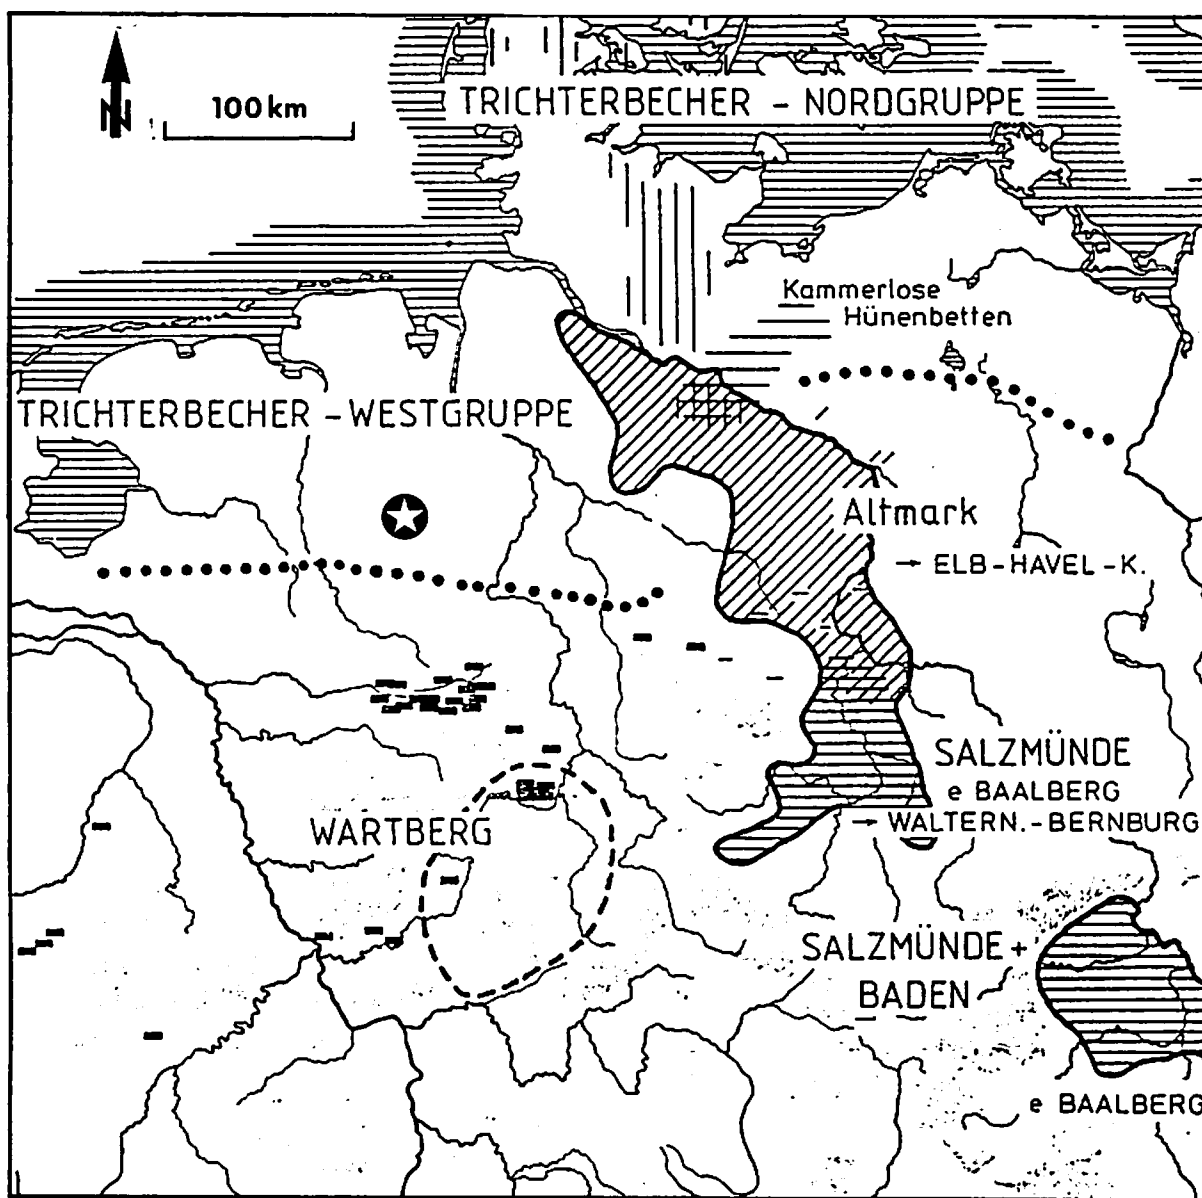 N
100 km
TRICHTERBECHER - NORDGRUPPE
Kammerlose
Hünenbetten
TRICHTERBECHER - WESTGRUPPE
Altmark
→ ELB-HAVEL-K.
SALZMÜNDE
e BAALBERG
→ WALTERN.-BERNBURG
WARTBERG
SALZMÜNDE +
BADEN
e BAALBERG